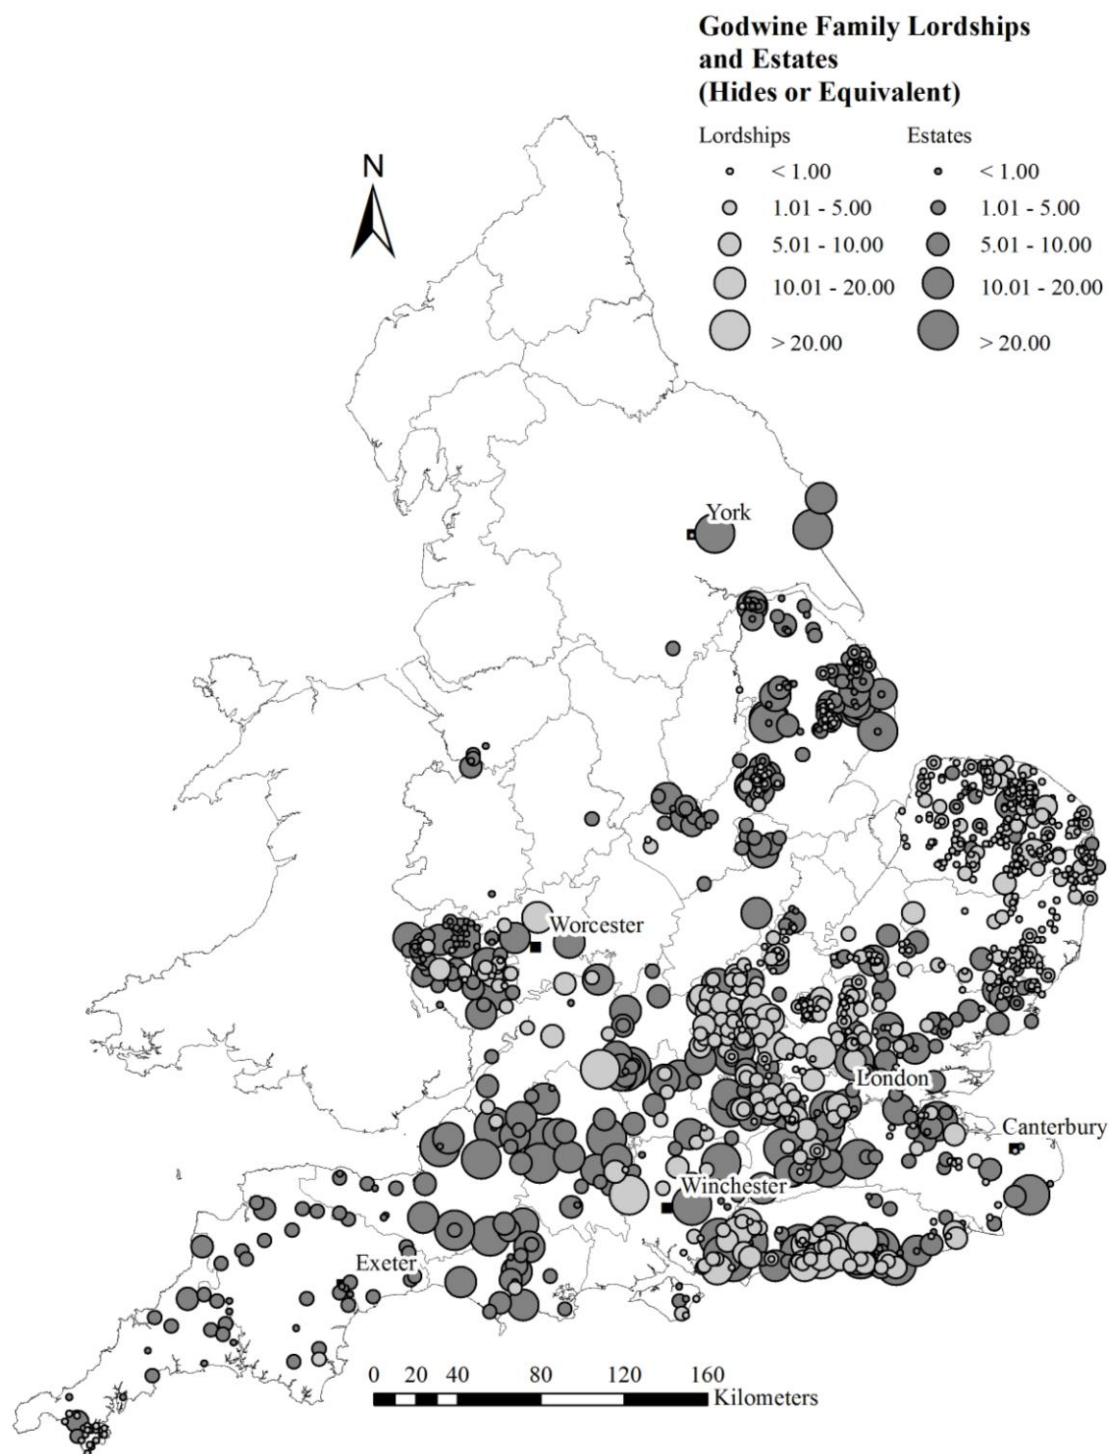 Godwine Family Lordships
and Estates
(Hides or Equivalent)
Lordships Estates
< 1.00 < 1.00
1.01 - 5.00 1.01 - 5.00
5.01 - 10.00 5.01 - 10.00
10.01 - 20.00 10.01 - 20.00
> 20.00 > 20.00
N
York
Worcester
London
Canterbury
Winchester
Exeter
0 20 40 80 120 160
Kilometers